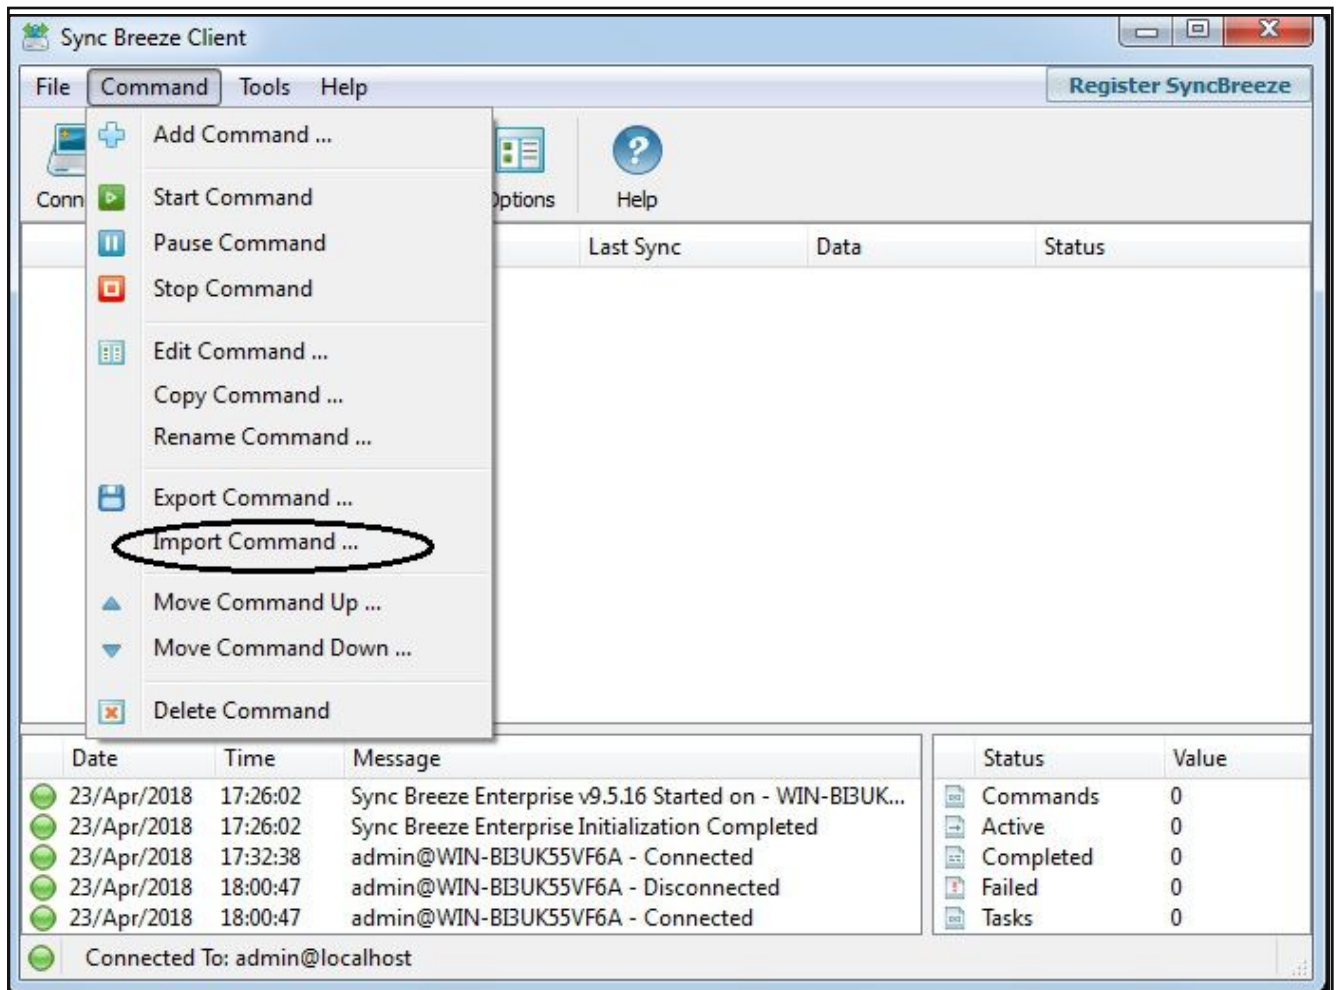 Sync Breeze Client
File Command Tools Help Register SyncBreeze
Add Command ...
Start Command
Pause Command
Stop Command
Edit Command ...
Copy Command ...
Rename Command ...
Export Command ...
Import Command ...
Move Command Up ...
Move Command Down ...
Delete Command
Conn ptions Help
Last Sync Data Status
Date Time Message
23/Apr/2018 17:26:02 Sync Breeze Enterprise v9.5.16 Started on - WIN-BI3UK...
23/Apr/2018 17:26:02 Sync Breeze Enterprise Initialization Completed
23/Apr/2018 17:32:38 admin@WIN-BI3UK55VF6A - Connected
23/Apr/2018 18:00:47 admin@WIN-BI3UK55VF6A - Disconnected
23/Apr/2018 18:00:47 admin@WIN-BI3UK55VF6A - Connected
Status Value
Commands 0
Active 0
Completed 0
Failed 0
Tasks 0
Connected To: admin@localhost